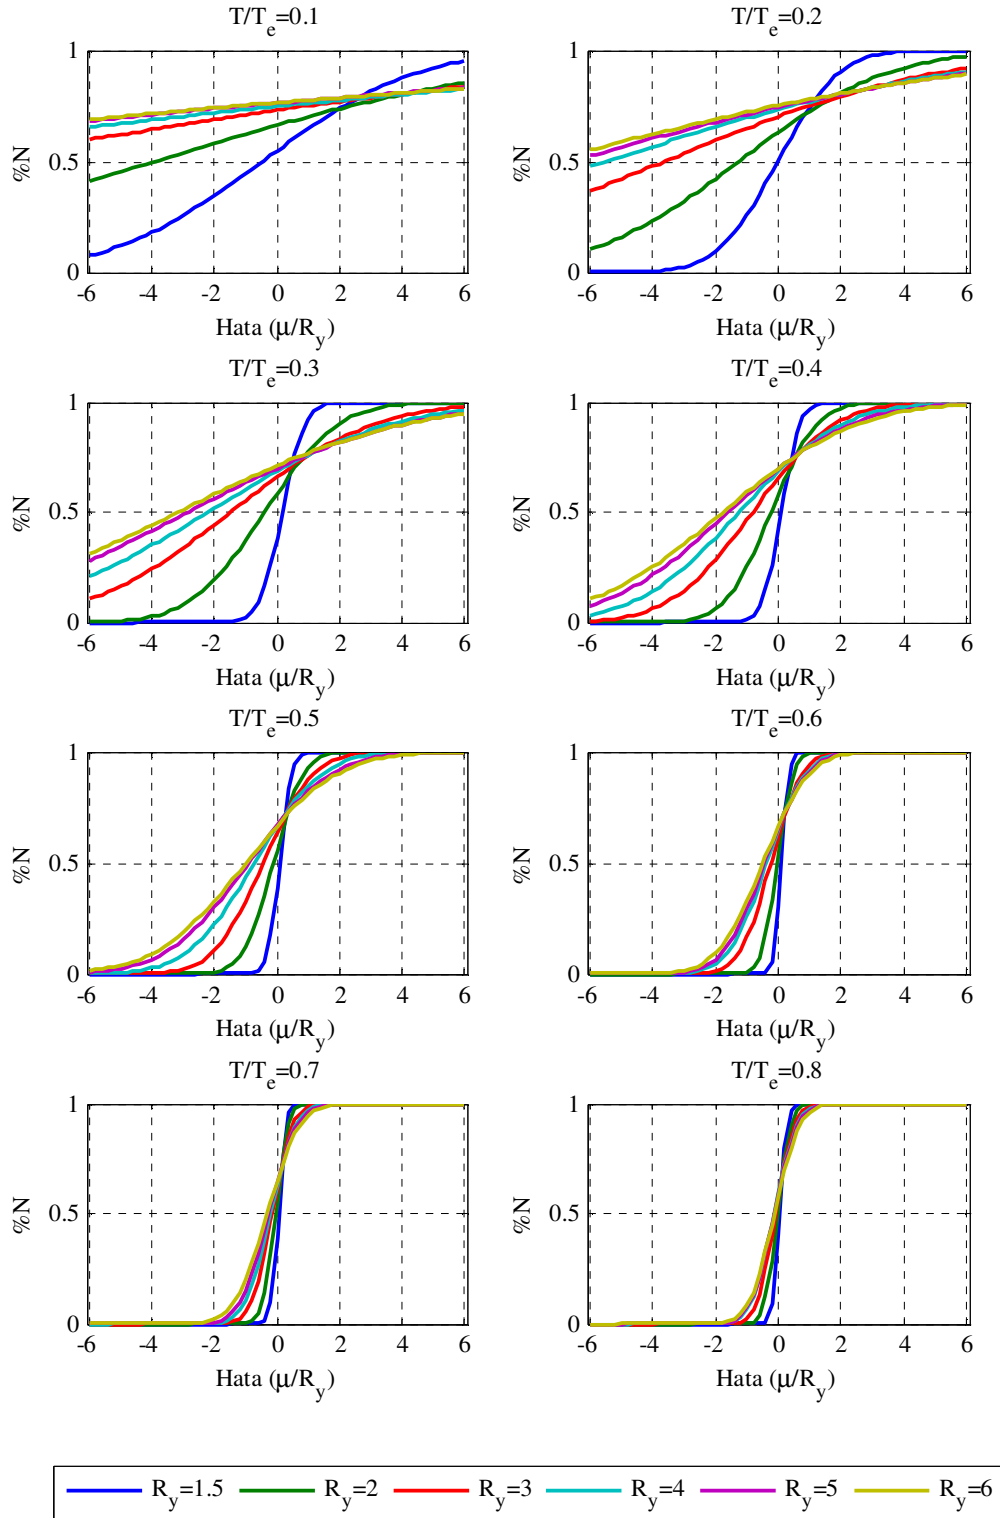 T/Te=0.1
T/Te=0.2
1
0.5
0
%N
-6 -4 -2 0 2 4 6
Hata (μ/Ry)
1
0.5
0
%N
-6 -4 -2 0 2 4 6
Hata (μ/Ry)
T/Te=0.3
T/Te=0.4
1
0.5
0
%N
-6 -4 -2 0 2 4 6
Hata (μ/Ry)
1
0.5
0
%N
-6 -4 -2 0 2 4 6
Hata (μ/Ry)
T/Te=0.5
T/Te=0.6
1
0.5
0
%N
-6 -4 -2 0 2 4 6
Hata (μ/Ry)
1
0.5
0
%N
-6 -4 -2 0 2 4 6
Hata (μ/Ry)
T/Te=0.7
T/Te=0.8
1
0.5
0
%N
-6 -4 -2 0 2 4 6
Hata (μ/Ry)
1
0.5
0
%N
-6 -4 -2 0 2 4 6
Hata (μ/Ry)
Ry=1.5 Ry=2 Ry=3 Ry=4 Ry=5 Ry=6